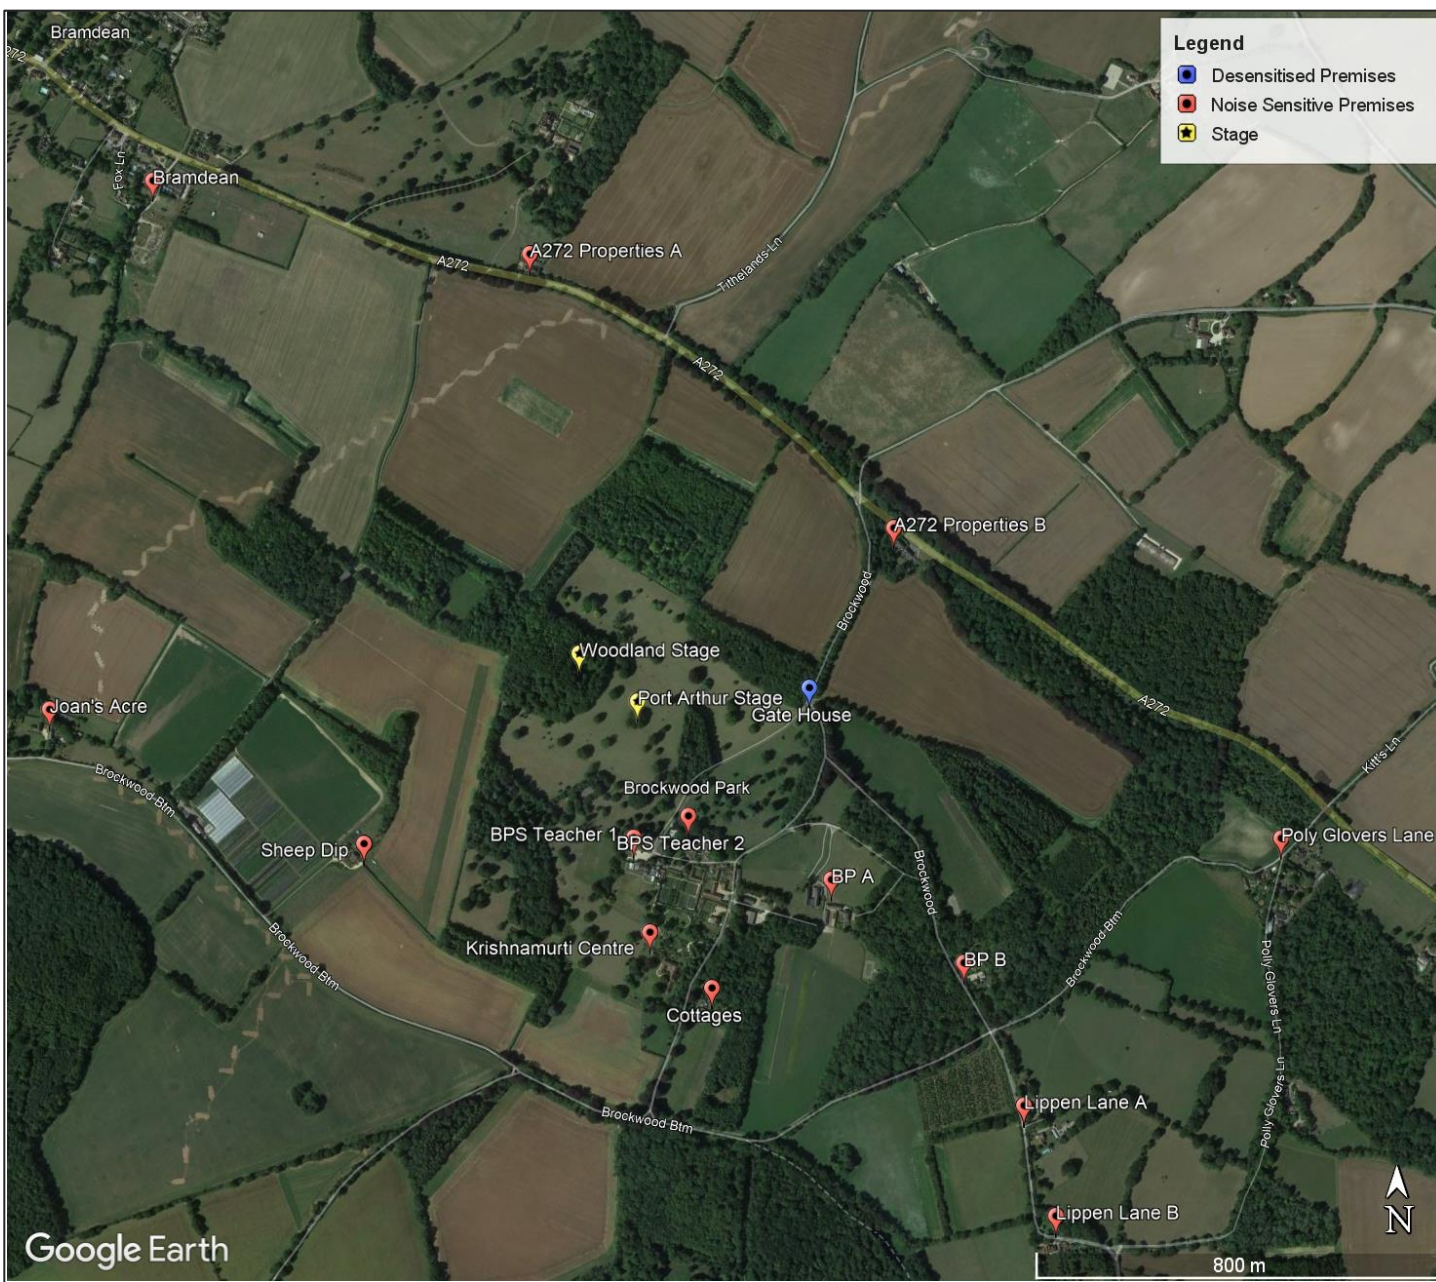 Bramdean
Legend
Desensitised Premises
Noise Sensitive Premises
Stage
272
Fox Ln
Bramdean
A272 Properties A
A272
Tithelands Ln
A272
A272 Properties B
Brockwood
Woodland Stage
Port Arthur Stage
Gate House
Joan's Acre
A272
Kitt's Ln
Brockwood Btm
Brockwood Park
BPS Teacher 1
BPS Teacher 2
Sheep Dip
Poly Glovers Lane
BP A
Brockwood
Brockwood Btm
Krishnamurti Centre
BP B
Brockwood Btm
Polly Glovers Ln
Cottages
Lippen Lane A
Brockwood Btm
Polly Glovers Ln
Lippen Lane B
N
Google Earth
800 m